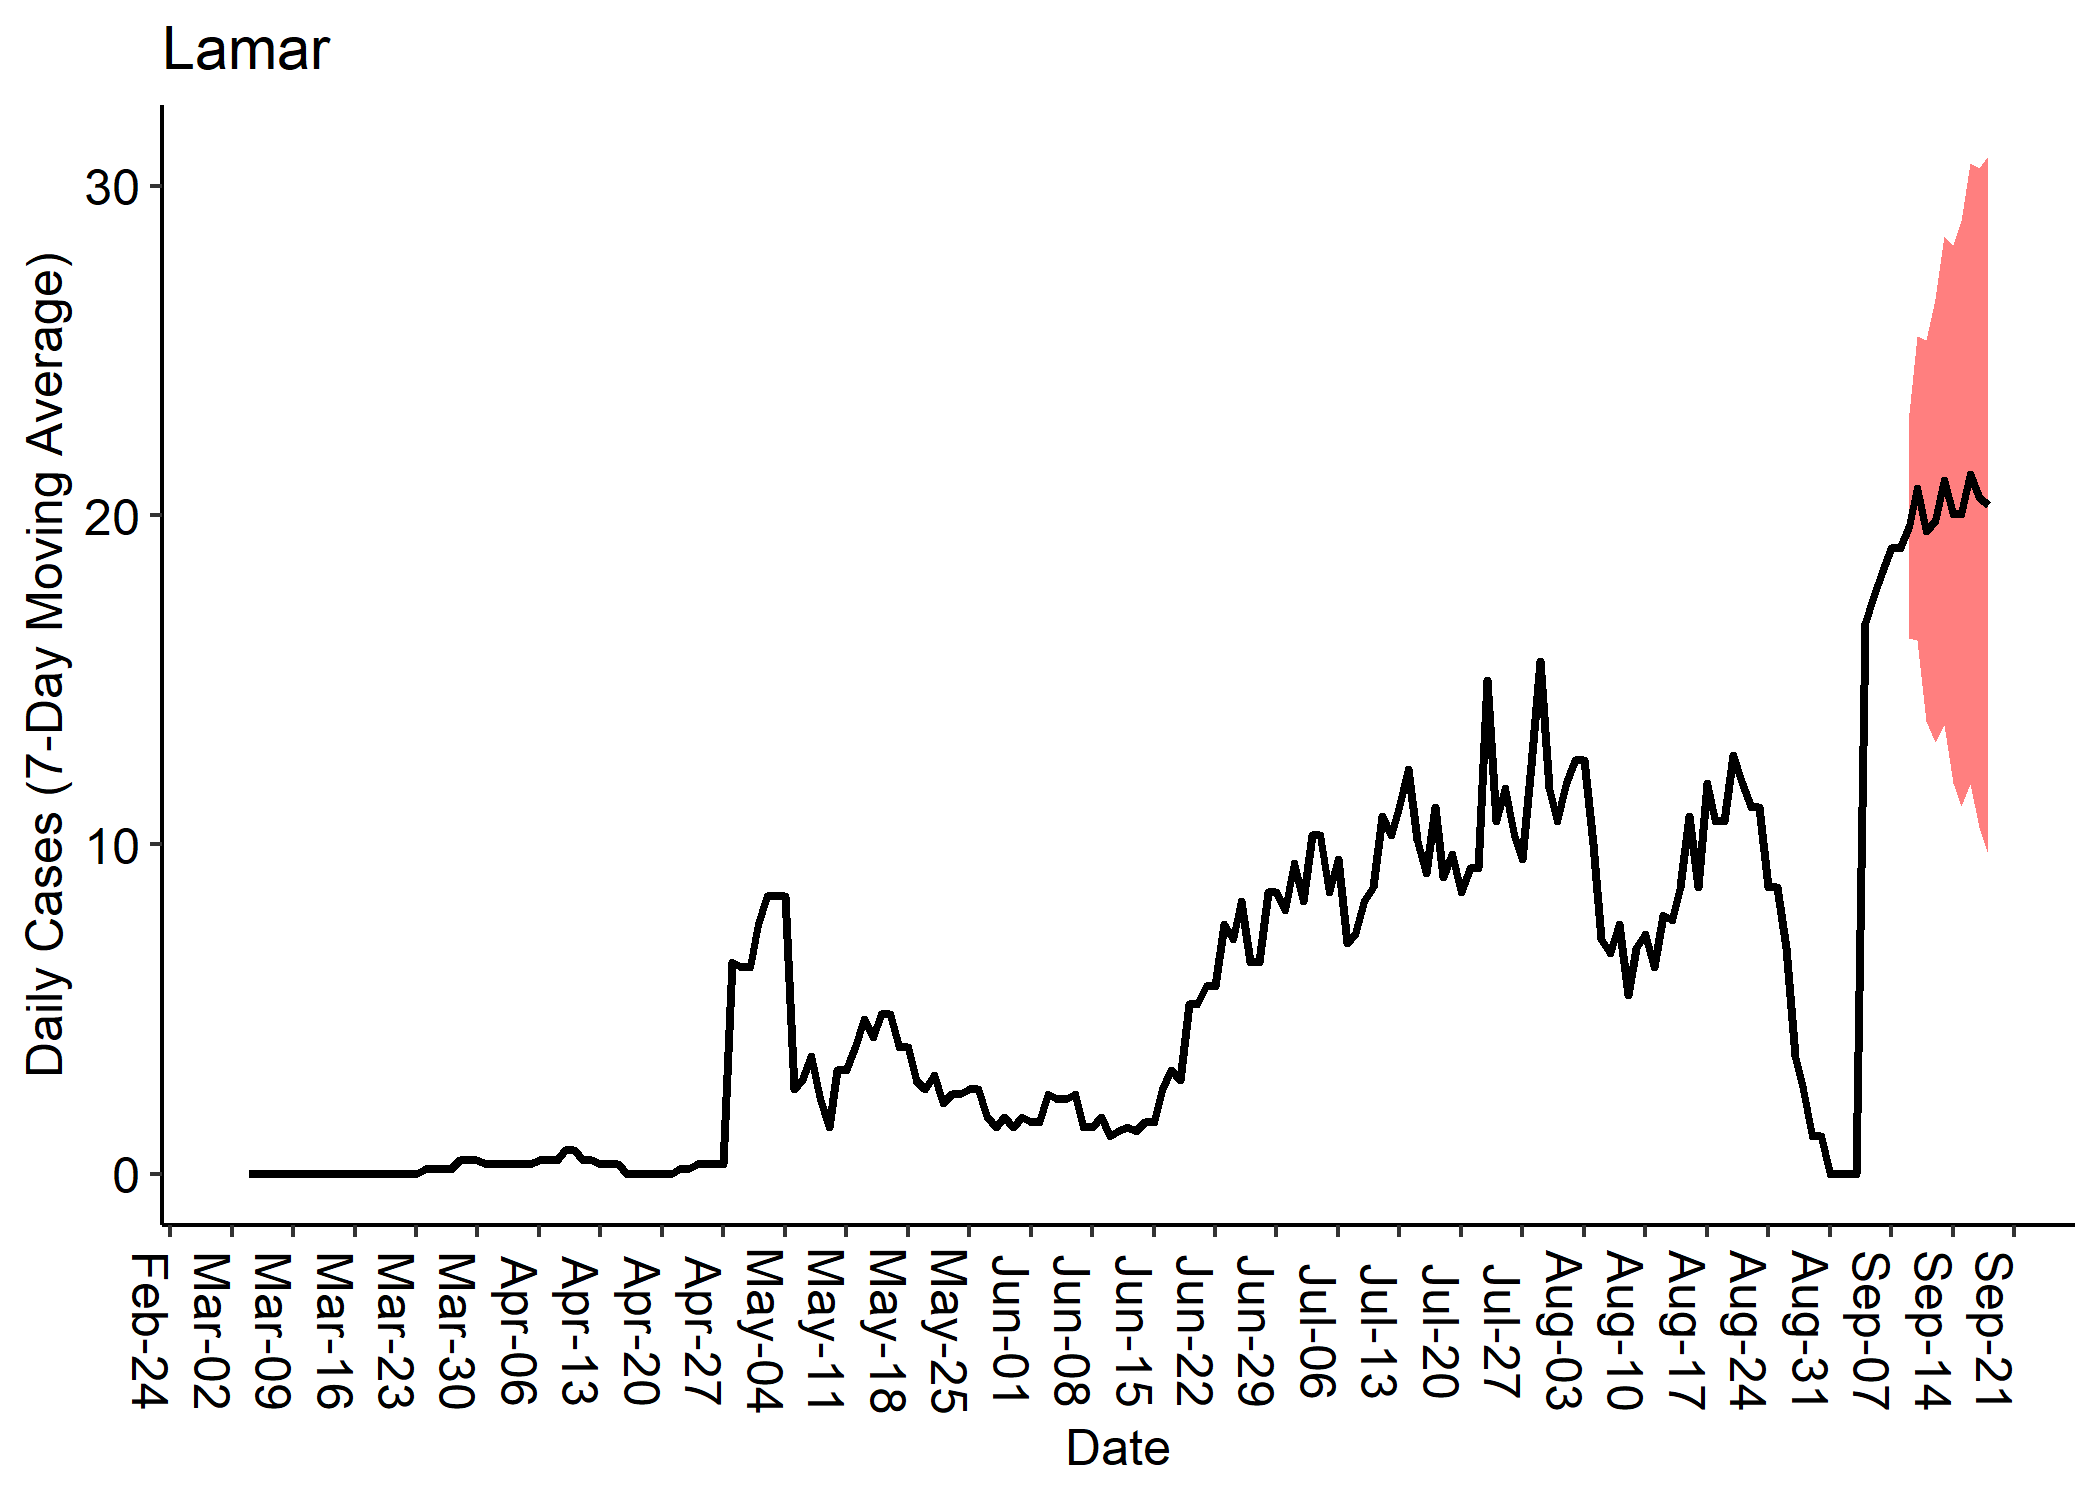 Lamar
Daily Cases (7-Day Moving Average)
30
20
10
0
Feb-24
Mar-02
Mar-09
Mar-16
Mar-23
Mar-30
Apr-06
Apr-13
Apr-20
Apr-27
May-04
May-11
May-18
May-25
Jun-01
Jun-08
Jun-15
Jun-22
Jun-29
Jul-06
Jul-13
Jul-20
Jul-27
Aug-03
Aug-10
Aug-17
Aug-24
Aug-31
Sep-07
Sep-14
Sep-21
Date